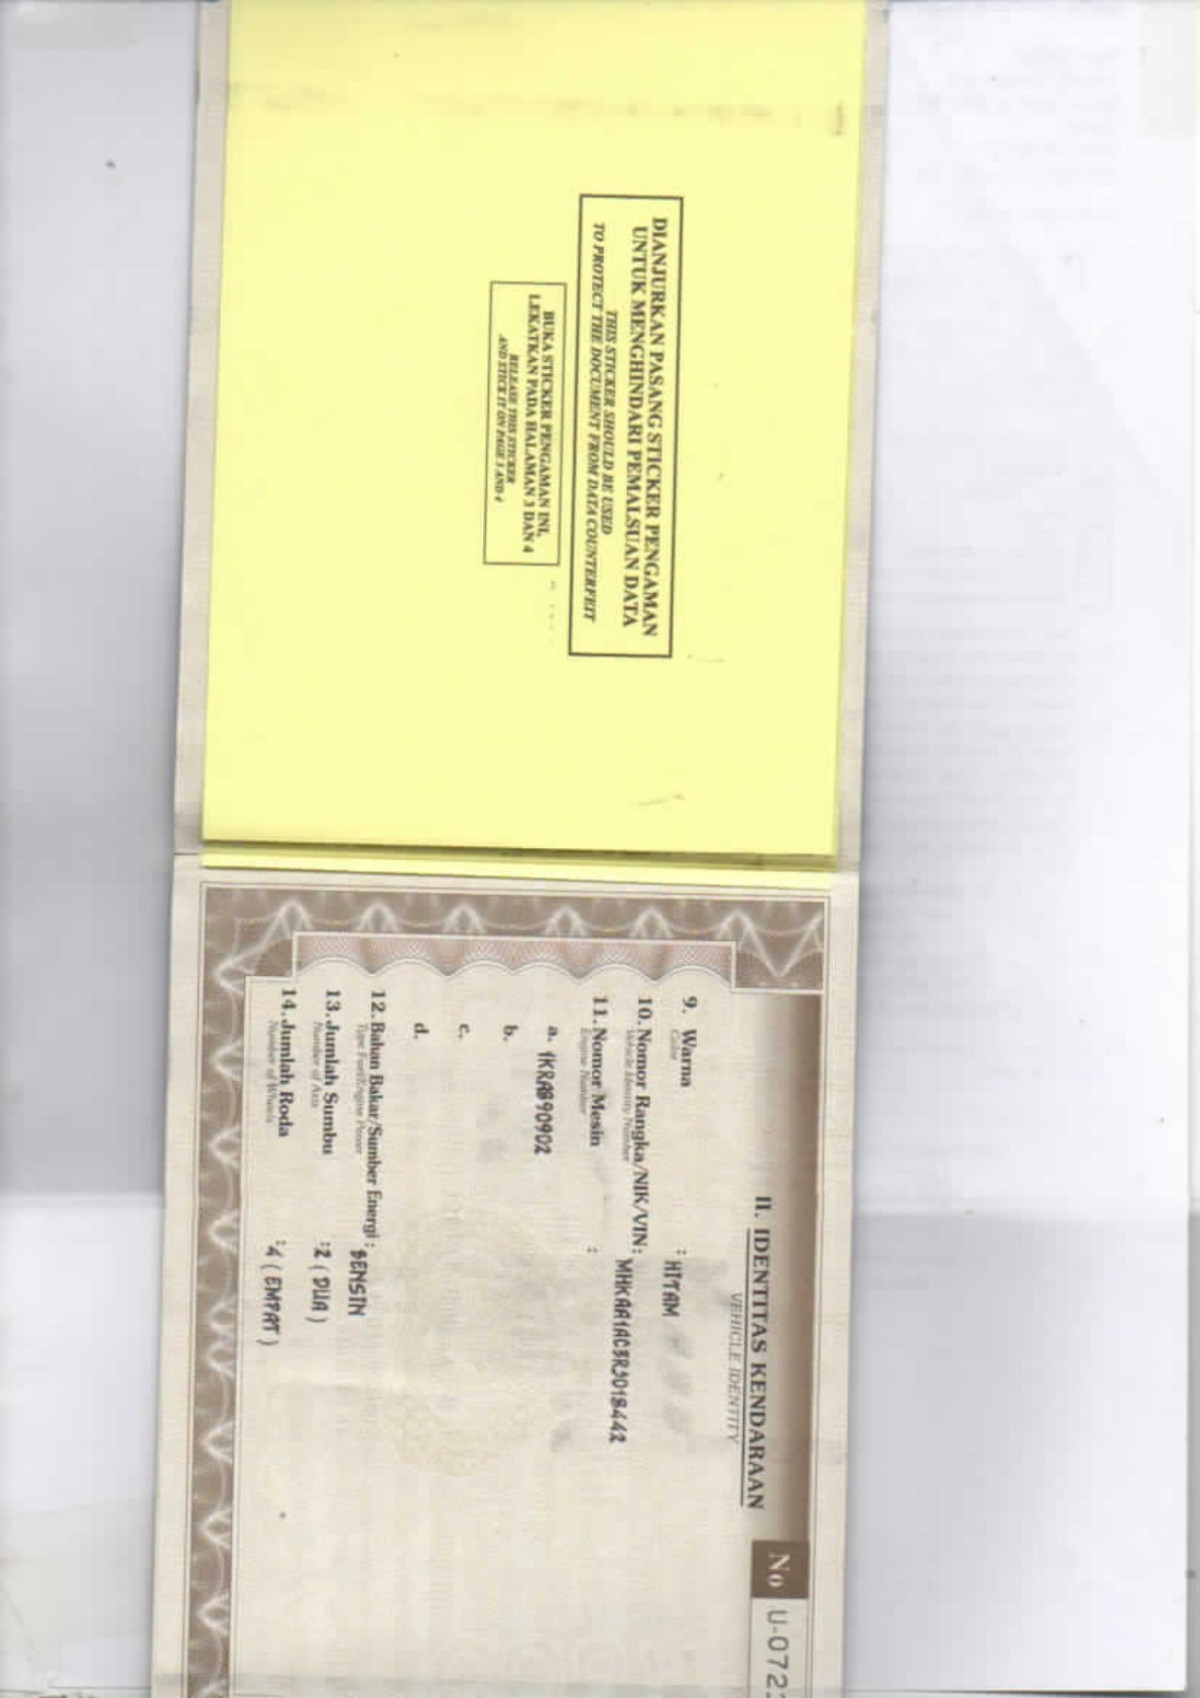 DIANJURKAN PASANG STICKER PENGAMAN
UNTUK MENGHINDARI PEMALSUAN DATA
THIS STICKER SHOULD BE USED
TO PROTECT THE DOCUMENT FROM DATA COUNTERFEIT
BUKA STICKER PENGAMAN INI,
LEKATKAN PADA HALAMAN 3 DAN 4
RELEASE THIS STICKER
AND STICK IT ON PAGE 3 AND 4
II. IDENTITAS KENDARAAN
VEHICLE IDENTITY
No U-072
9. Warna : HITAM
Color
10. Nomor Rangka/NIK/VIN: MHKAA1AC3RJ018442
Vehicle Identity Number
11. Nomor Mesin :
Engine Number
a. 1KRA890902
b.
c.
d.
12. Bahan Bakar/Sumber Energi : BENSIN
Type Fuel/Engine Power
13. Jumlah Sumbu : 2 ( DUA )
Number of Axis
14. Jumlah Roda : 4 ( EMPAT )
Number of Wheels